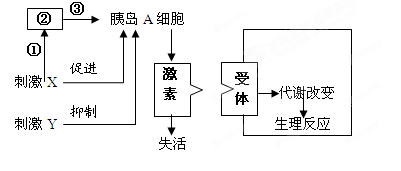 ② ③ 胰岛 A 细胞
①
刺激 X 促进
刺激 Y 抑制
激素
受体
代谢改变
生理反应
失活